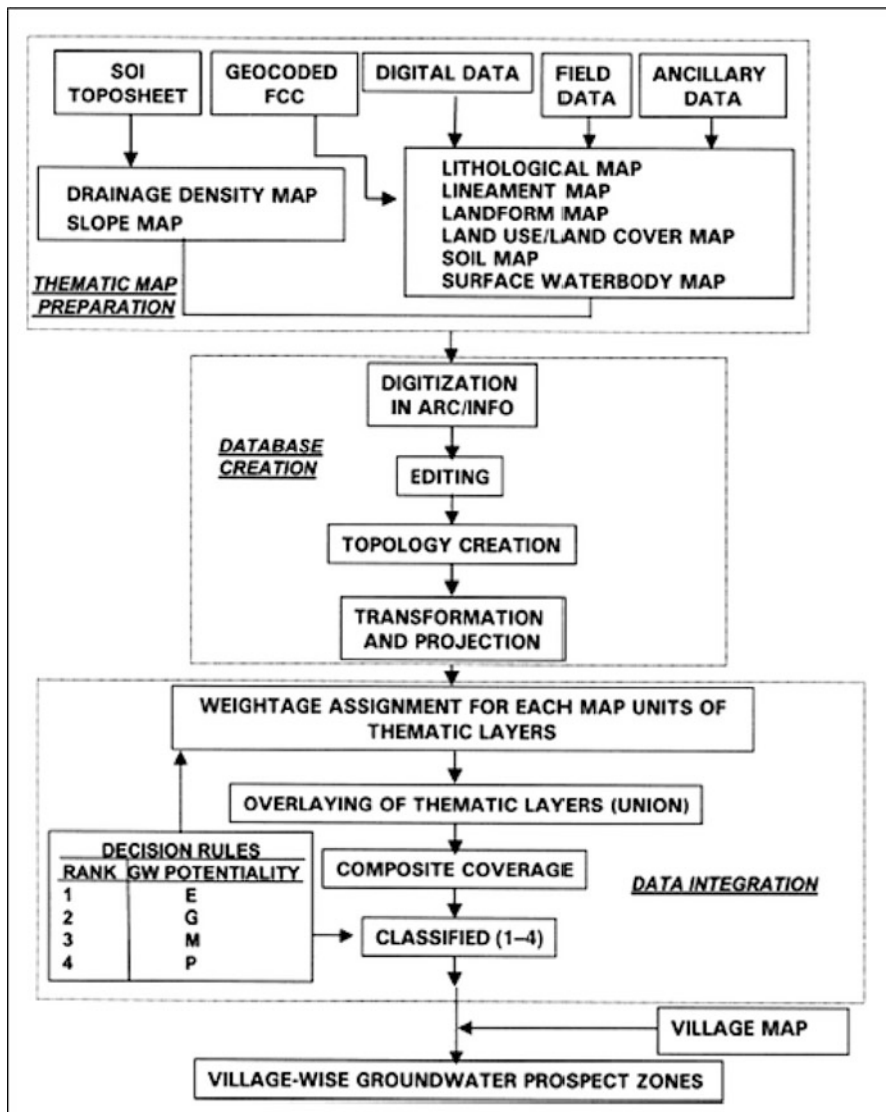 SOI
TOPOSHEET
GEOCODED
FCC
DIGITAL DATA
FIELD
DATA
ANCILLARY
DATA
DRAINAGE DENSITY MAP
SLOPE MAP
LITHOLOGICAL MAP
LINEAMENT MAP
LANDFORM MAP
LAND USE/LAND COVER MAP
SOIL MAP
SURFACE WATERBODY MAP
THEMATIC MAP
PREPARATION
DIGITIZATION
IN ARC/INFO
DATABASE
CREATION
EDITING
TOPOLOGY CREATION
TRANSFORMATION
AND PROJECTION
WEIGHTAGE ASSIGNMENT FOR EACH MAP UNITS OF
THEMATIC LAYERS
OVERLAYING OF THEMATIC LAYERS (UNION)
DECISION RULES
RANK GW POTENTIALITY
1 E
2 G
3 M
4 P
COMPOSITE COVERAGE
DATA INTEGRATION
CLASSIFIED (1–4)
VILLAGE MAP
VILLAGE-WISE GROUNDWATER PROSPECT ZONES